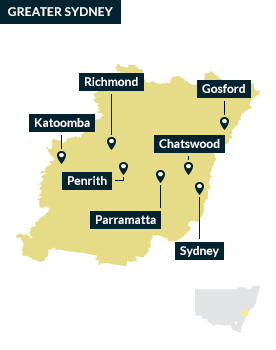 GREATER SYDNEY
Richmond
Gosford
Katoomba
Chatswood
Penrith
Parramatta
Sydney